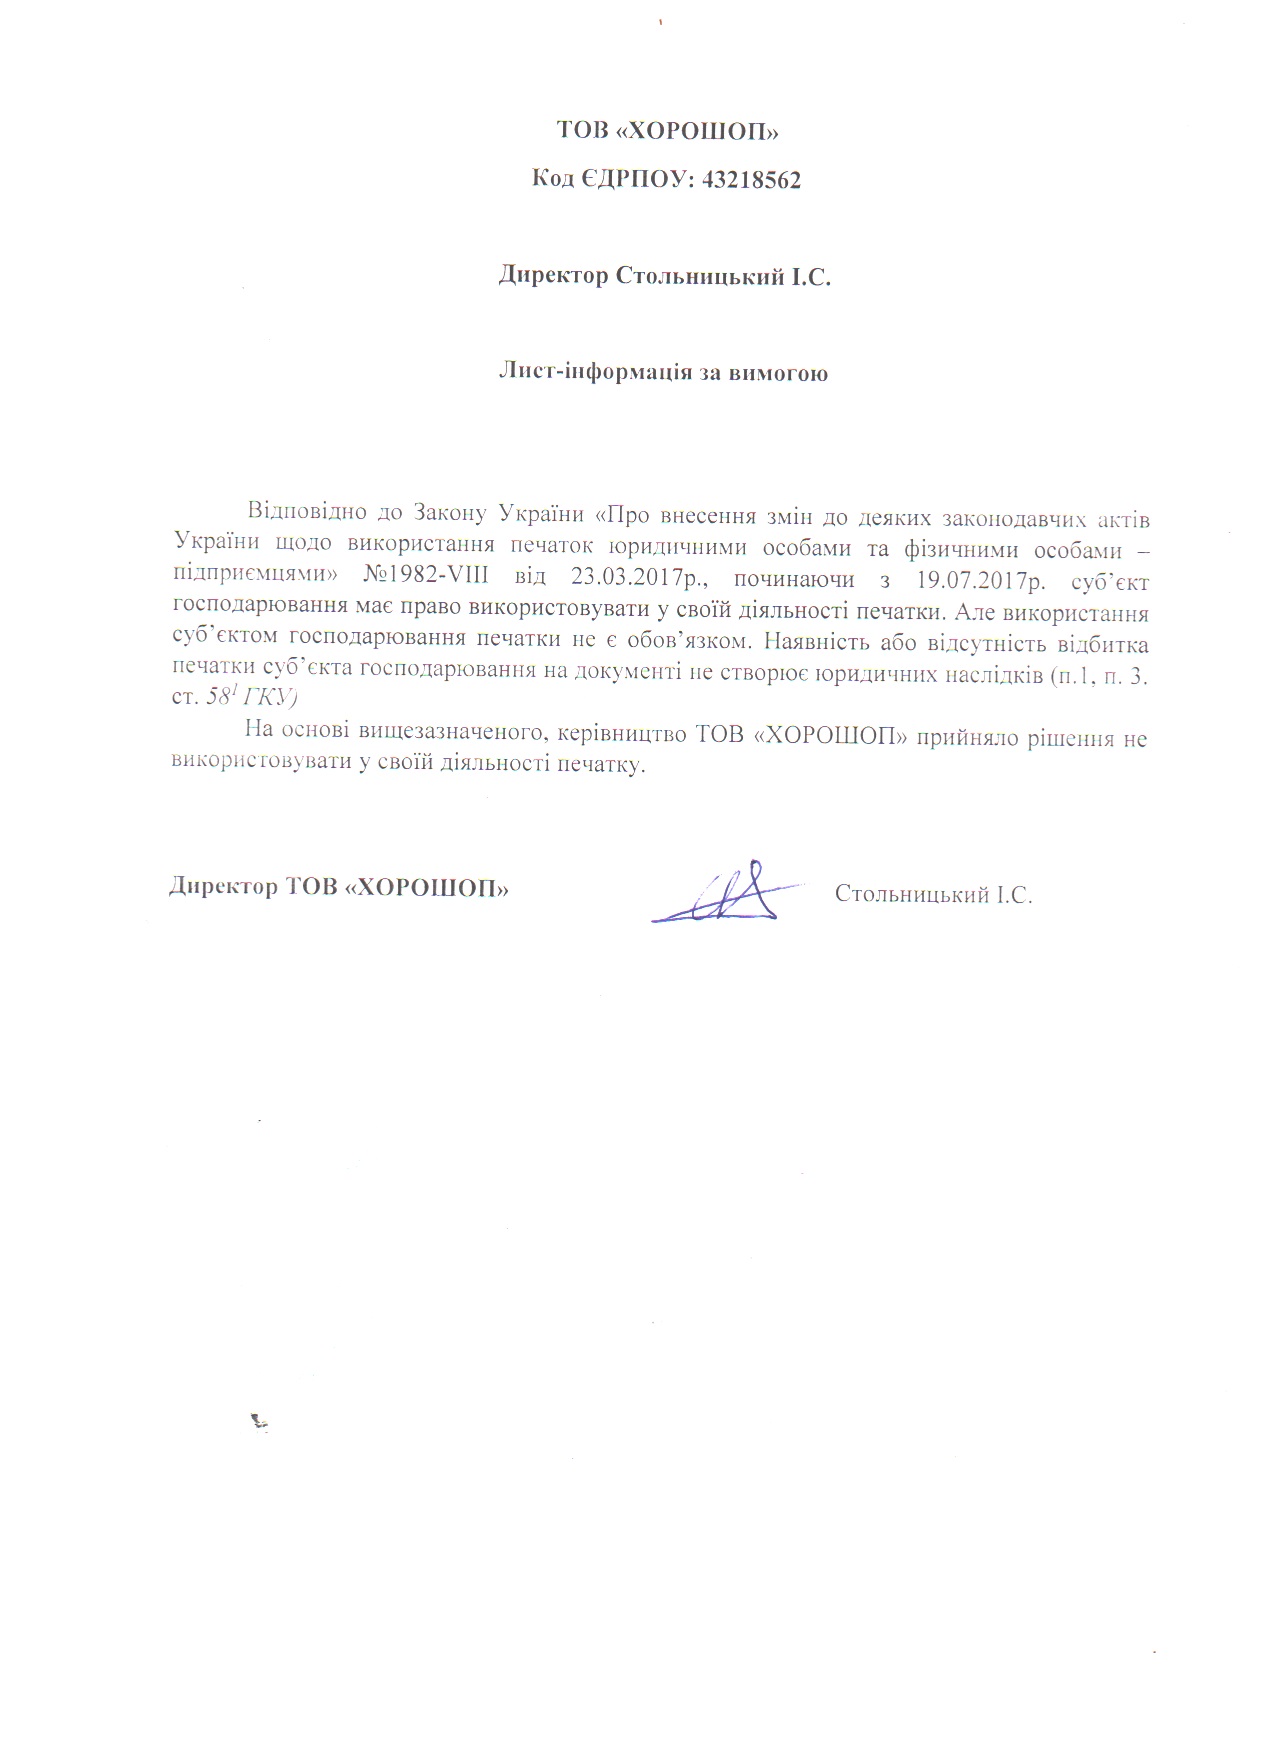 ТОВ «ХОРОШОП»
Код ЄДРПОУ: 43218562
Директор Стольницький І.С.
Лист-інформація за вимогою
Відповідно до Закону України «Про внесення змін до деяких законодавчих актів
України щодо використання печаток юридичними особами та фізичними особами –
підприємцями» №1982-VIII від 23.03.2017р., починаючи з 19.07.2017р. суб’єкт
господарювання має право використовувати у своїй діяльності печатки. Але використання
суб’єктом господарювання печатки не є обов’язком. Наявність або відсутність відбитка
печатки суб’єкта господарювання на документі не створює юридичних наслідків (п.1, п. 3.
ст. 58¹ ГКУ)
На основі вищезазначеного, керівництво ТОВ «ХОРОШОП» прийняло рішення не
використовувати у своїй діяльності печатку.
Директор ТОВ «ХОРОШОП» Стольницький І.С.